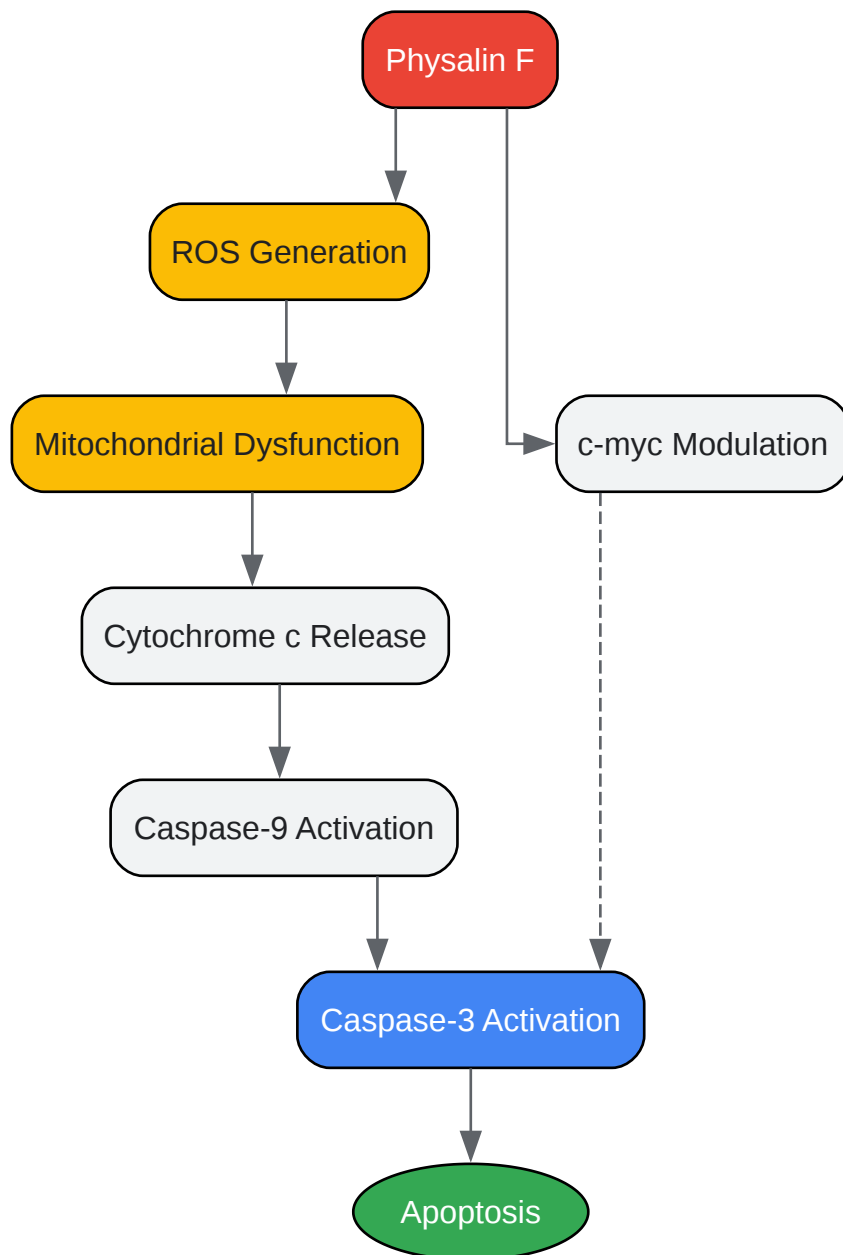 Physalin F
ROS Generation
Mitochondrial Dysfunction
c-myc Modulation
Cytochrome c Release
Caspase-9 Activation
Caspase-3 Activation
Apoptosis